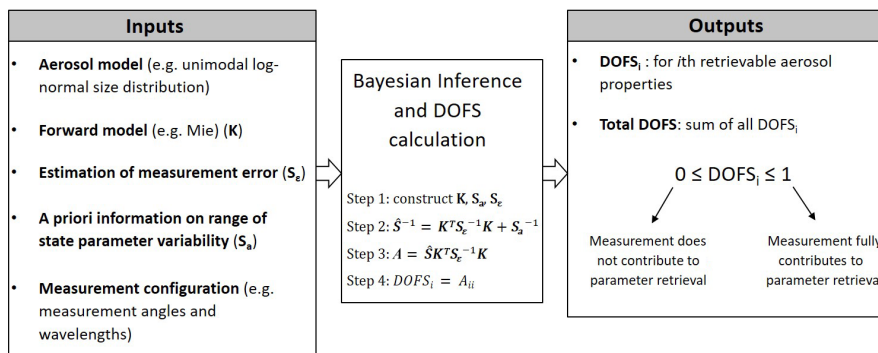 Inputs
• Aerosol model (e.g. unimodal log-
normal size distribution)
• Forward model (e.g. Mie) (K)
• Estimation of measurement error (Sε)
• A priori information on range of
state parameter variability (Sa)
• Measurement configuration (e.g.
measurement angles and
wavelengths)
Bayesian Inference
and DOFS
calculation
Step 1: construct K, Sa, Sε
Step 2: Ŝ⁻¹ = KᵀSε⁻¹K + Sa⁻¹
Step 3: A = ŜKᵀSε⁻¹K
Step 4: DOFSi = Aii
Outputs
• DOFSi : for ith retrievable aerosol
properties
• Total DOFS: sum of all DOFSi
0 ≤ DOFSi ≤ 1
Measurement does
not contribute to
parameter retrieval
Measurement fully
contributes to
parameter retrieval